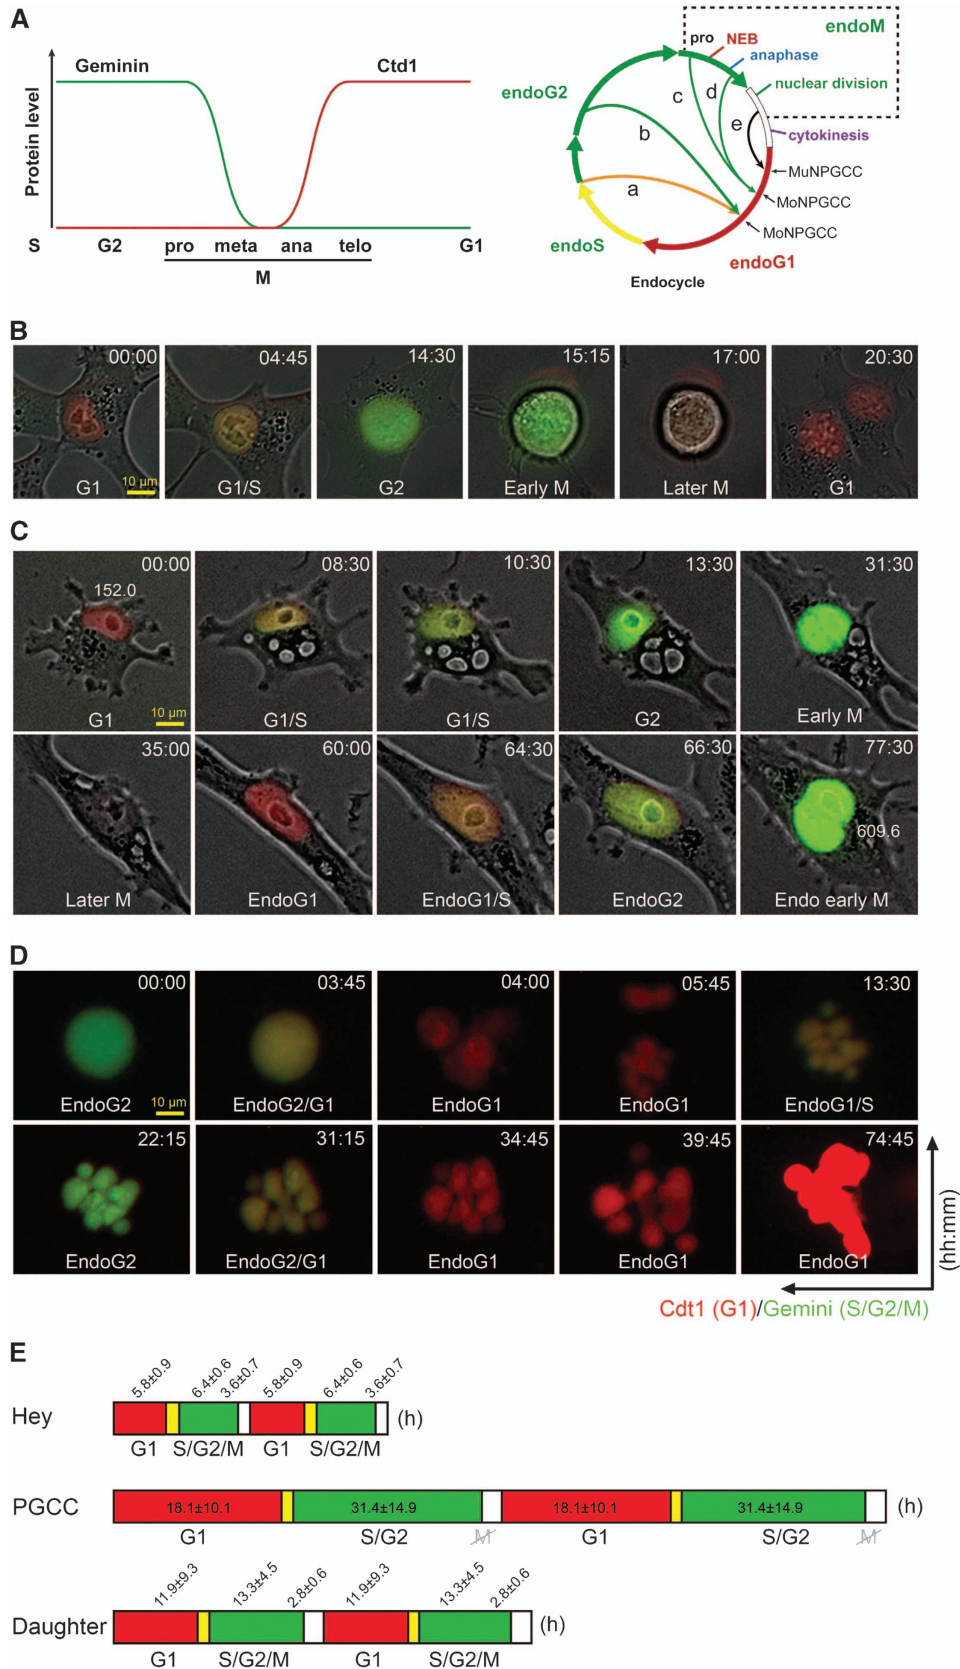 A
Geminin
Ctd1
Protein level
S
G2
pro
meta
ana
telo
G1
M
pro
NEB
endoM
anaphase
nuclear division
cytokinesis
endoG2
c
d
e
b
a
MuNPGCC
MoNPGCC
MoNPGCC
endoS
endoG1
Endocycle
B
00:00
04:45
14:30
15:15
17:00
20:30
10 μm
G1
G1/S
G2
Early M
Later M
G1
C
00:00
08:30
10:30
13:30
31:30
152.0
10 μm
G1
G1/S
G1/S
G2
Early M
35:00
60:00
64:30
66:30
77:30
609.6
Later M
EndoG1
EndoG1/S
EndoG2
Endo early M
D
00:00
03:45
04:00
05:45
13:30
EndoG2
10 μm
EndoG2/G1
EndoG1
EndoG1
EndoG1/S
22:15
31:15
34:45
39:45
74:45
EndoG2
EndoG2/G1
EndoG1
EndoG1
EndoG1
(hh:mm)
Cdt1 (G1)/Gemini (S/G2/M)
E
5.8±0.9
6.4±0.6
3.6±0.7
5.8±0.9
6.4±0.6
3.6±0.7
Hey
(h)
G1
S/G2/M
G1
S/G2/M
PGCC
18.1±10.1
31.4±14.9
18.1±10.1
31.4±14.9
(h)
G1
S/G2
M
G1
S/G2
M
11.9±9.3
13.3±4.5
2.8±0.6
11.9±9.3
13.3±4.5
2.8±0.6
Daughter
(h)
G1
S/G2/M
G1
S/G2/M